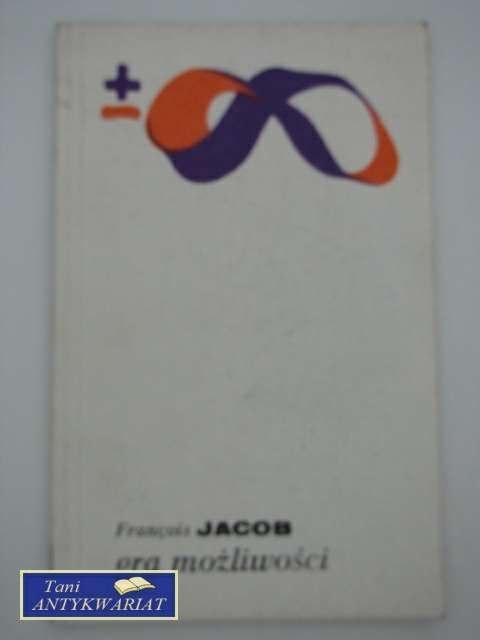 ±∞
François JACOB
gra możliwości
Tani
ANTYKWARIAT